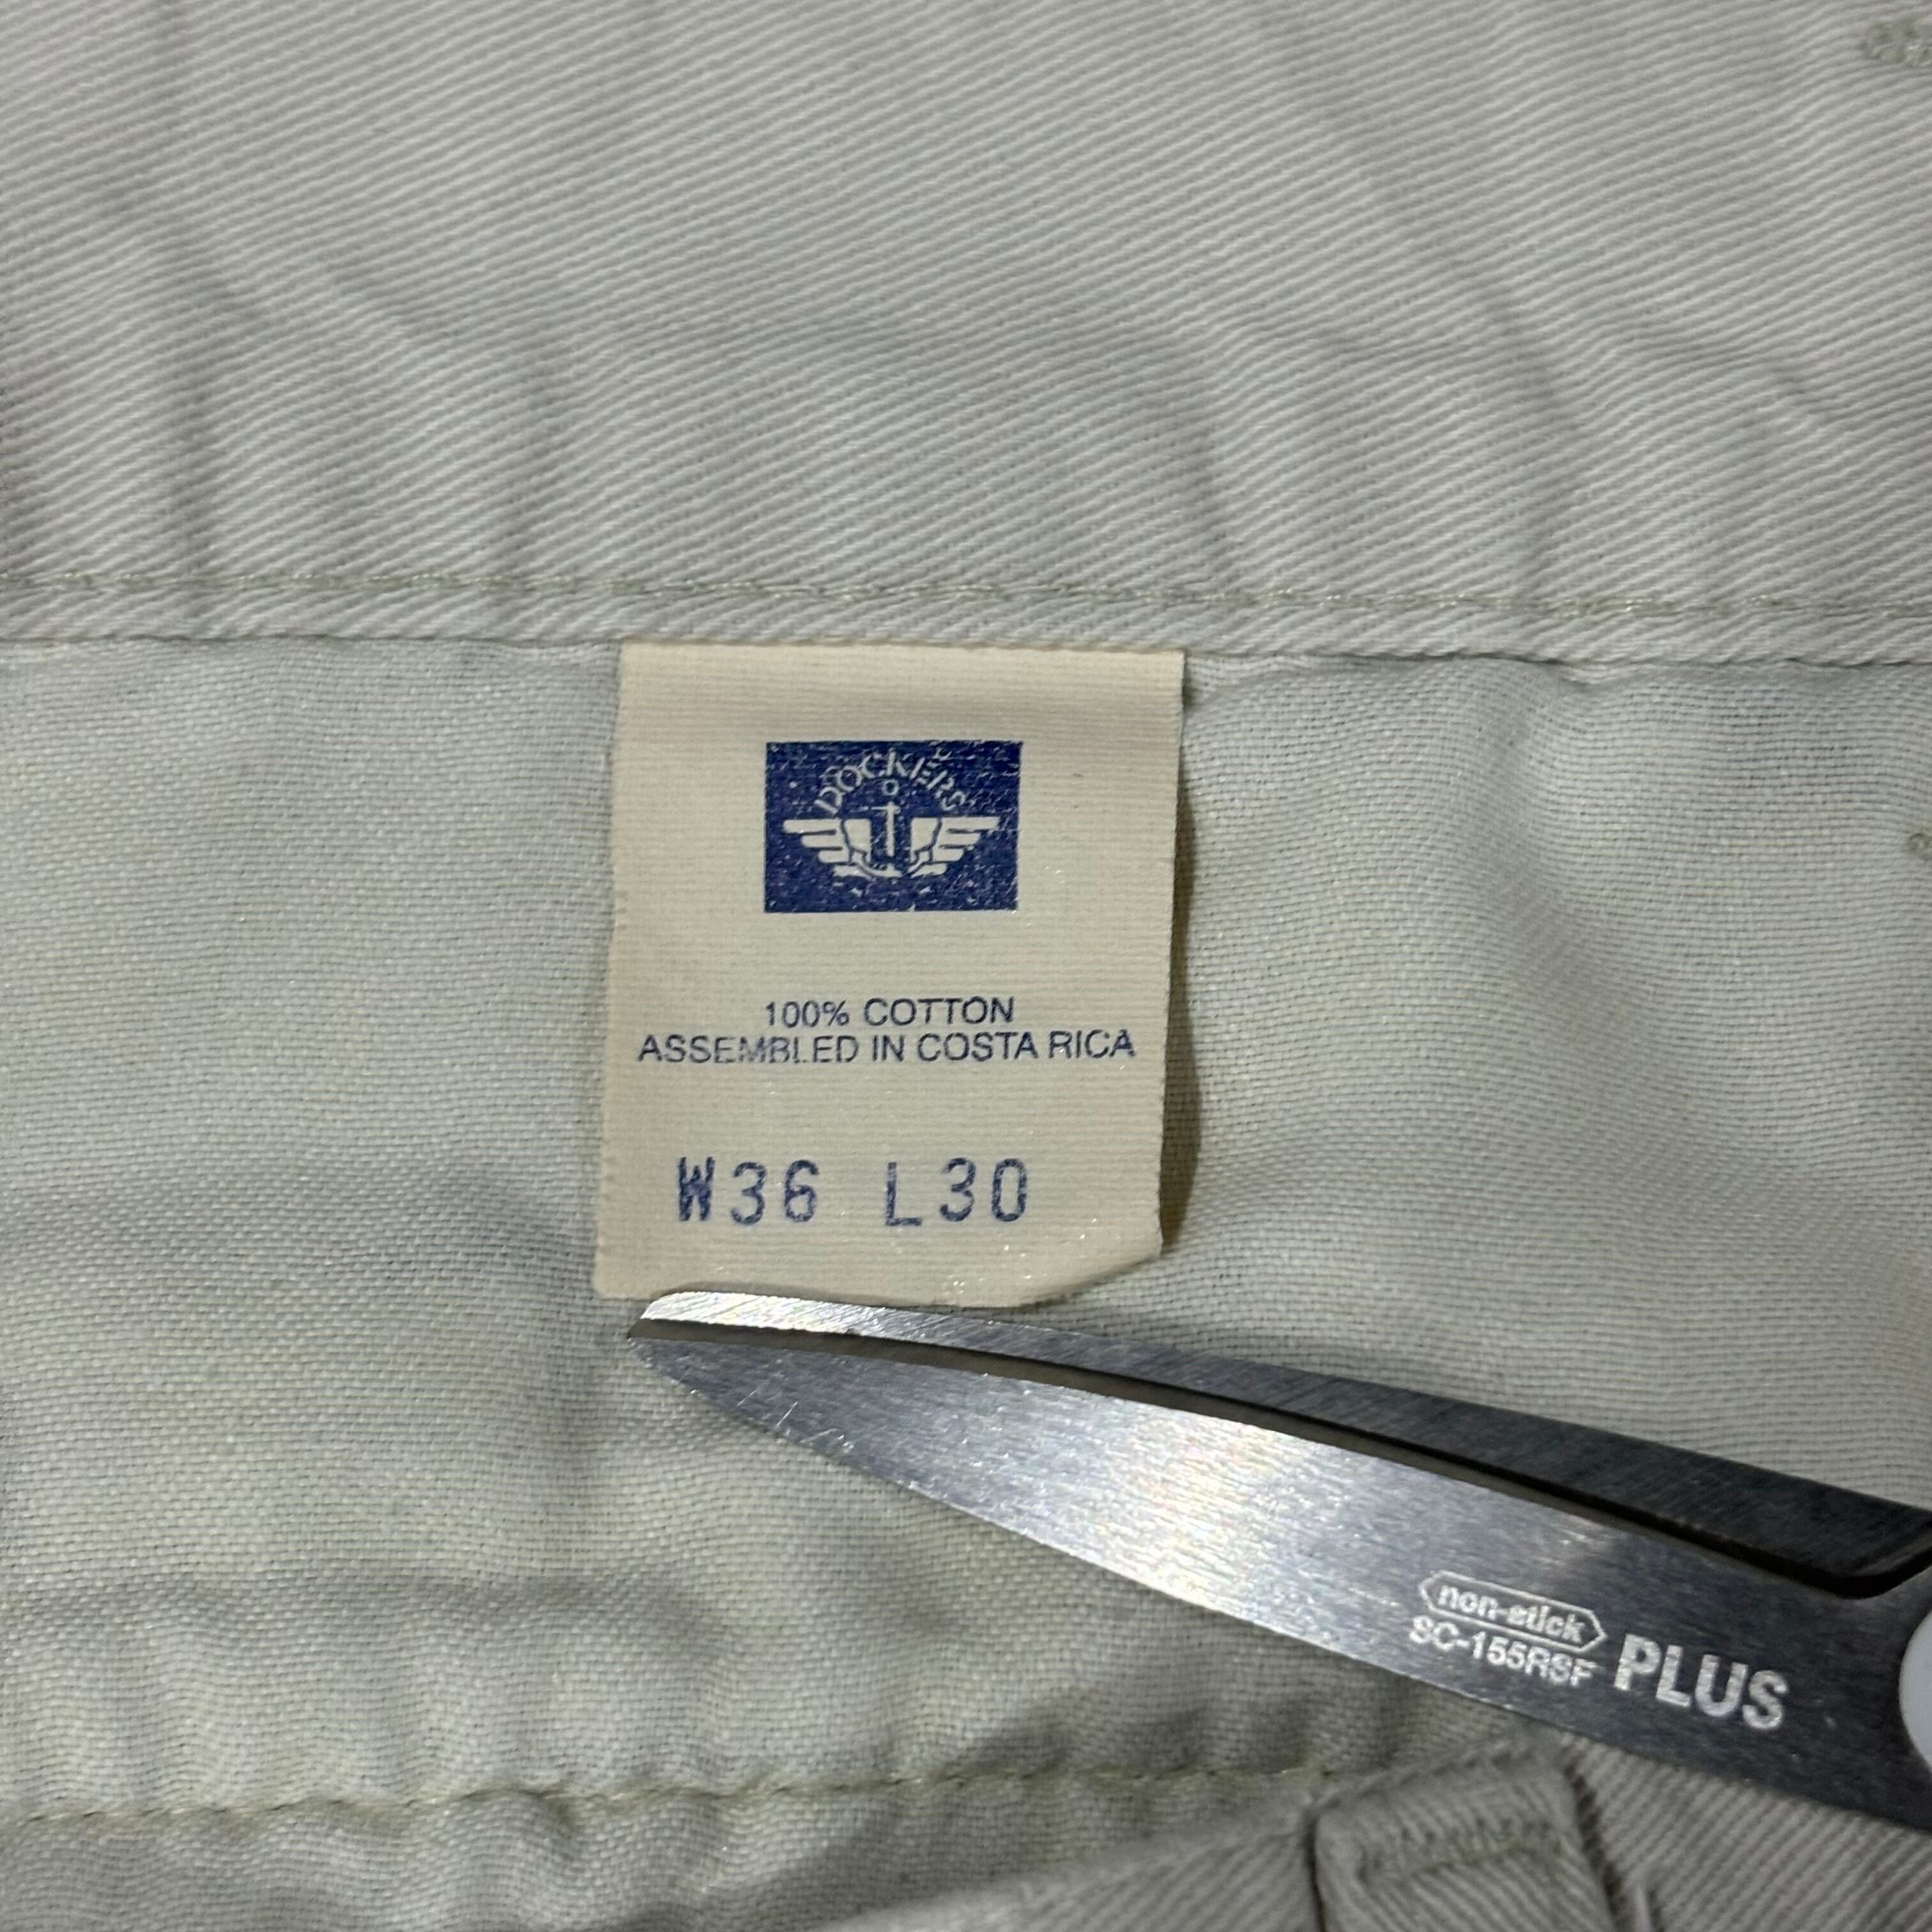 DOCKERS
100% COTTON
ASSEMBLED IN COSTA RICA
W36 L30
non-stick
SC-155RSF PLUS